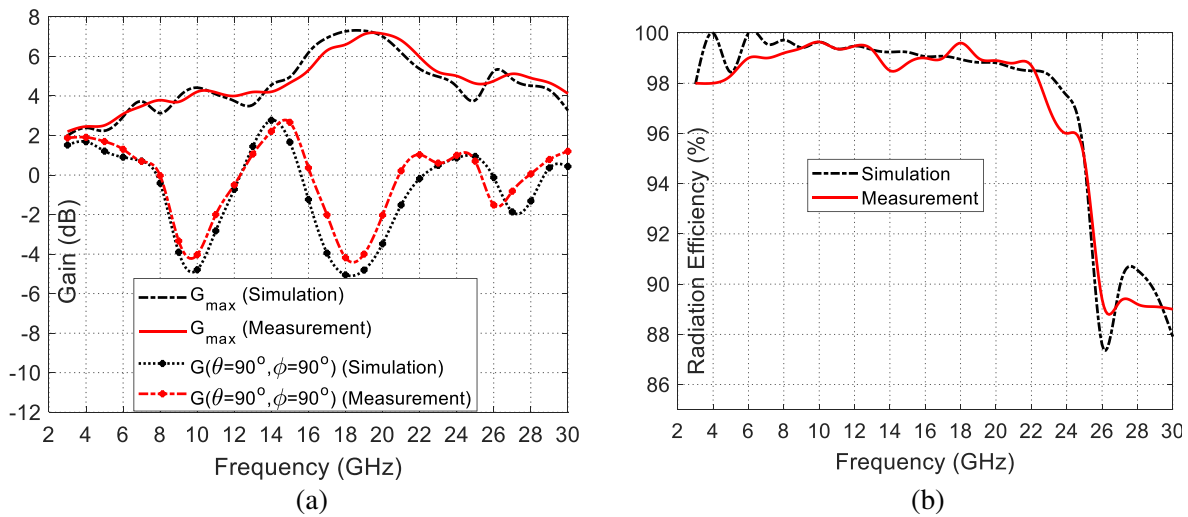 8
6
4
2
0
-2
-4
-6
-8
-10
-12
Gain (dB)
G_max (Simulation)
G_max (Measurement)
G(θ=90°,ϕ=90°) (Simulation)
G(θ=90°,ϕ=90°) (Measurement)
2 4 6 8 10 12 14 16 18 20 22 24 26 28 30
Frequency (GHz)
(a)
100
98
96
94
92
90
88
86
Radiation Efficiency (%)
Simulation
Measurement
2 4 6 8 10 12 14 16 18 20 22 24 26 28 30
Frequency (GHz)
(b)